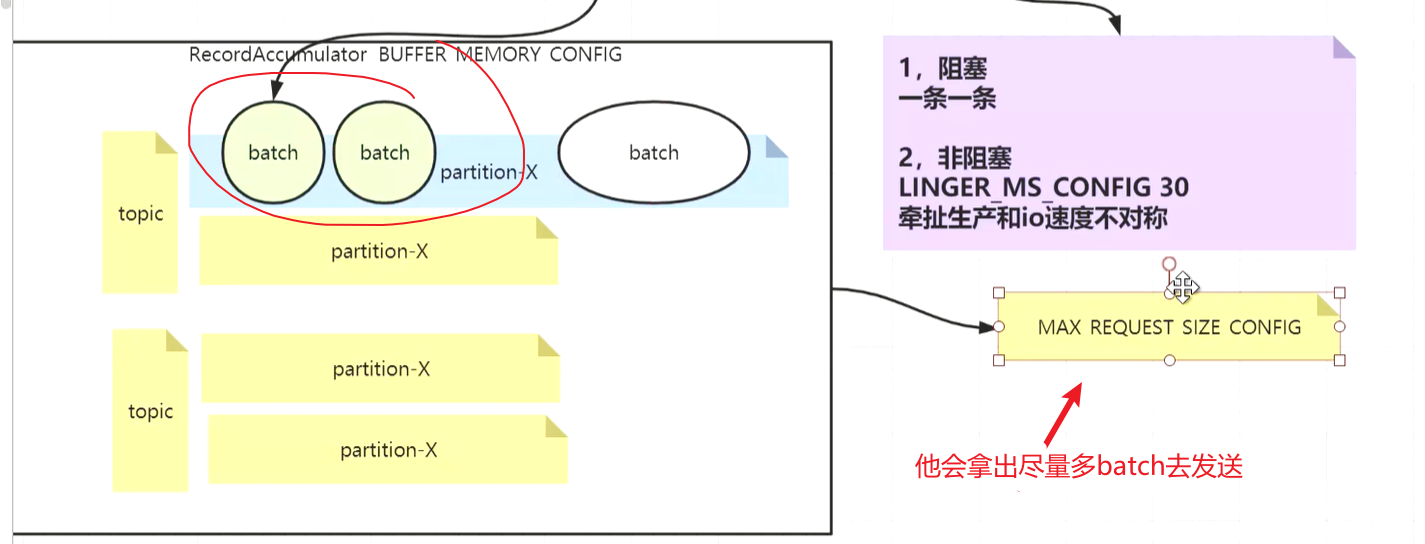 RecordAccumulator BUFFER MEMORY CONFIG
batch
batch
partition-X
batch
topic
partition-X
topic
partition-X
partition-X
1，阻塞
一条一条
2，非阻塞
LINGER_MS_CONFIG 30
牵扯生产和io速度不对称
MAX REQUEST SIZE CONFIG
他会拿出尽量多batch去发送